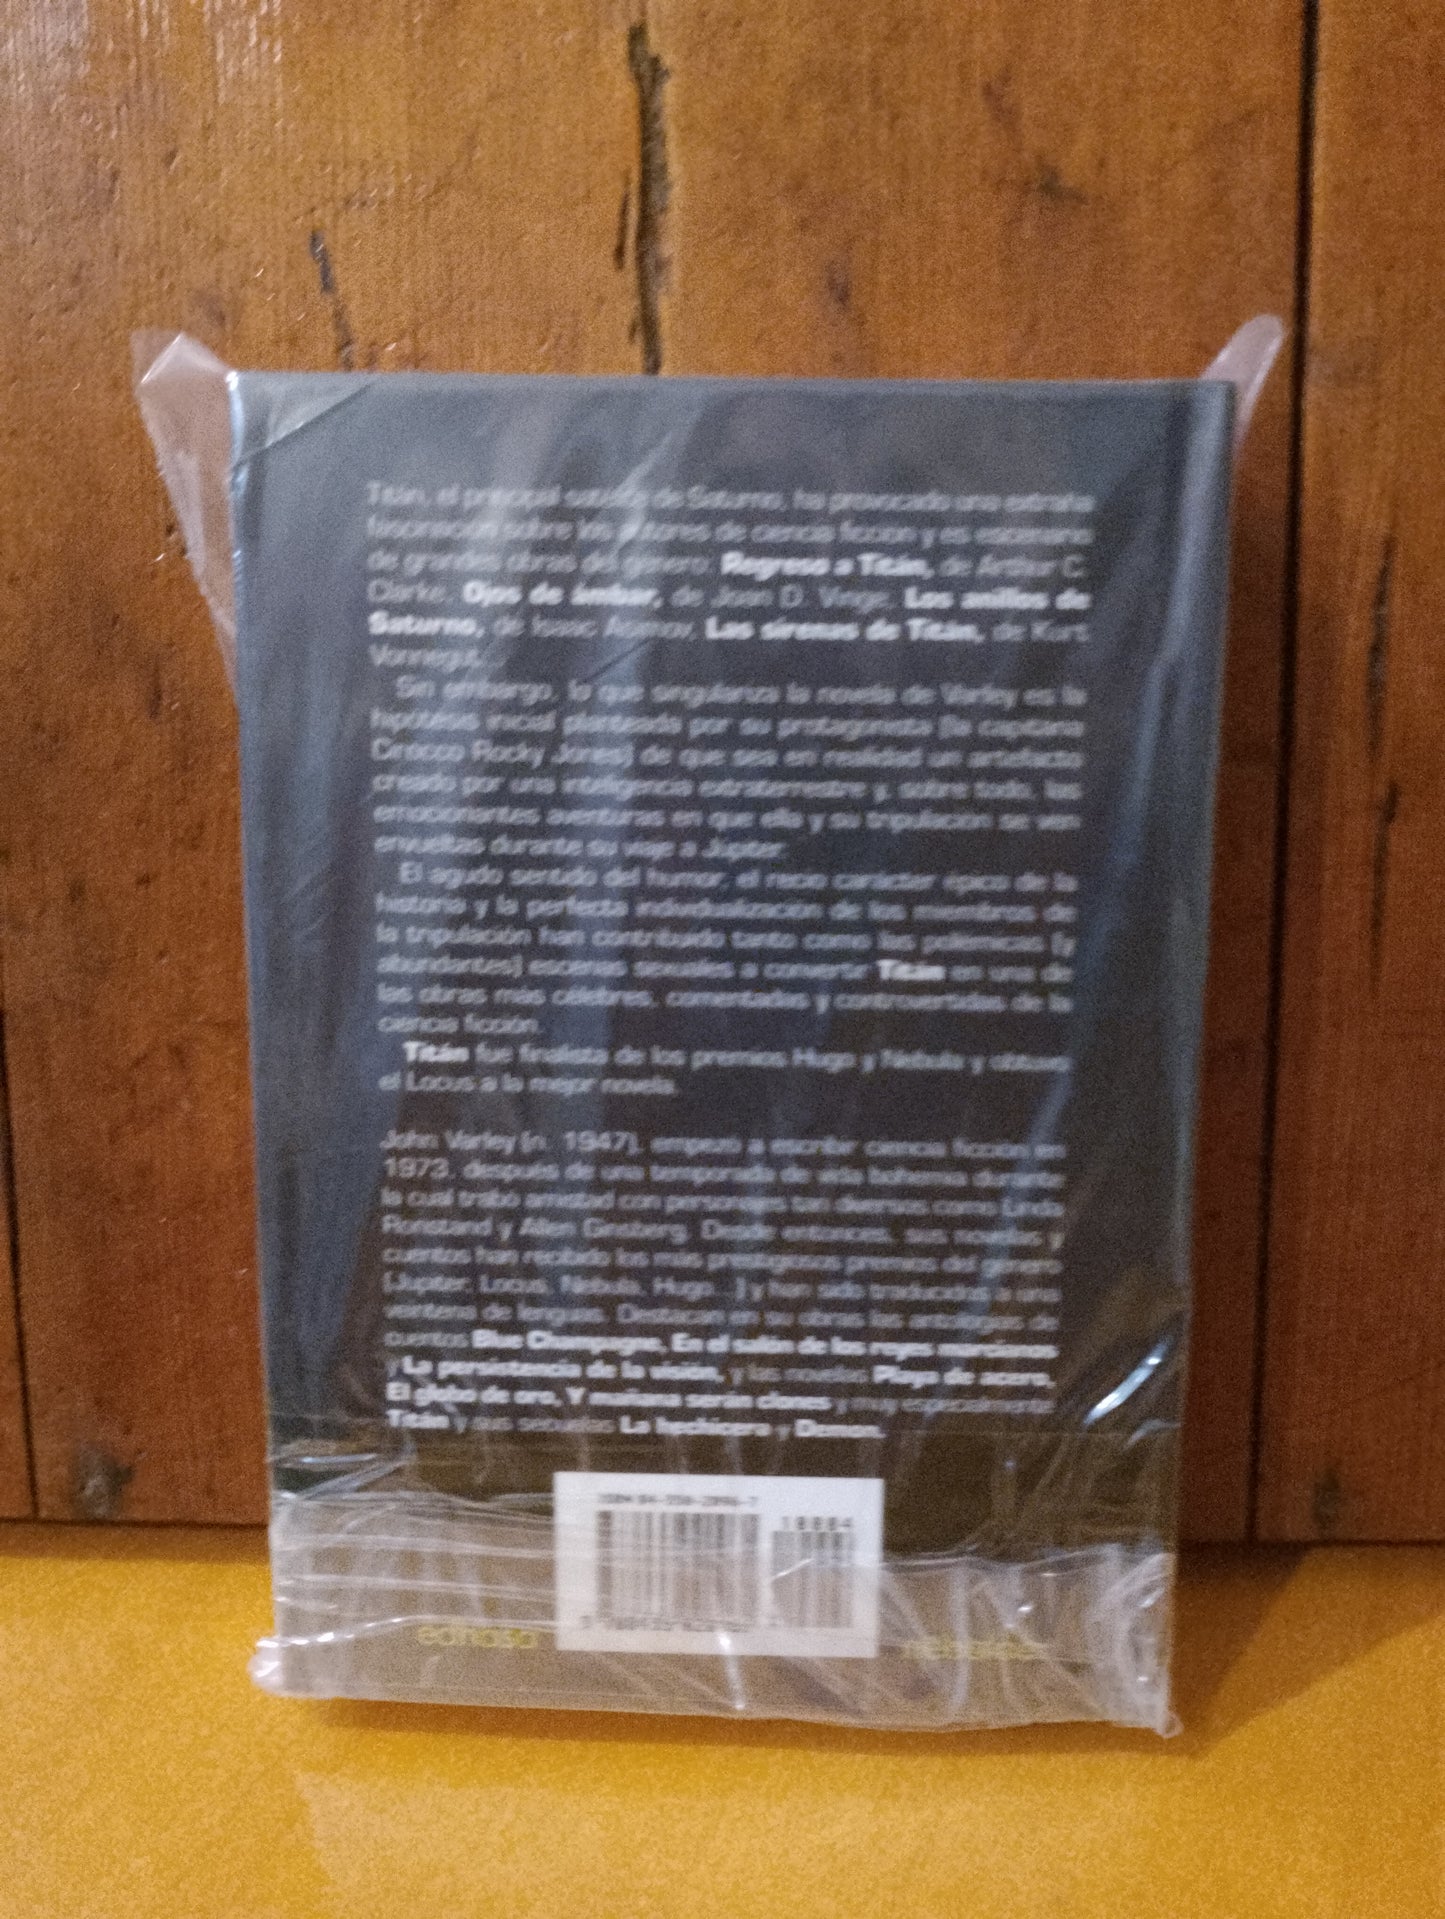 Titán, el principal satélite de Saturno, ha provocado una extraña
fascinación sobre los autores de ciencia ficción y es escenario
de grandes obras del género: Regreso a Titán, de Arthur C.
Clarke, Ojos de ámbar, de Joan D. Vinge, Los anillos de
Saturno, de Isaac Asimov, Las sirenas de Titán, de Kurt
Vonnegut...
Sin embargo, lo que singulariza la novela de Varley es la
hipótesis inicial planteada por su protagonista (la capitana
Cirocco Rocky Jones) de que sea en realidad un artefacto
creado por una inteligencia extraterrestre y, sobre todo, las
emocionantes aventuras en que ella y su tripulación se ven
envueltas durante su viaje a Júpiter.
El agudo sentido del humor, el recio carácter épico de la
historia y la perfecta individualización de los miembros de
la tripulación han contribuido tanto como las polémicas (y
abundantes) escenas sexuales a convertir Titán en una de
las obras más célebres, comentadas y controvertidas de la
ciencia ficción.
Titán fue finalista de los premios Hugo y Nebula y obtuvo
el Locus a la mejor novela.
John Varley (n. 1947), empezó a escribir ciencia ficción en
1973, después de una temporada de vida bohemia durante
la cual trabó amistad con personajes tan diversos como Linda
Ronstand y Allen Ginsberg. Desde entonces, sus novelas y
cuentos han recibido los más prestigiosos premios del género
(Jupiter, Locus, Nebula, Hugo...) y han sido traducidas a una
veintena de lenguas. Destacan en su obras las antologías de
cuentos Blue Champagne, En el salón de los reyes marcianos
y La persistencia de la visión, y las novelas Playa de acero,
El globo de oro, Y mañana serán clones y muy especialmente
Titán y sus secuelas La hechicera y Demon.
edhasa
nebulae